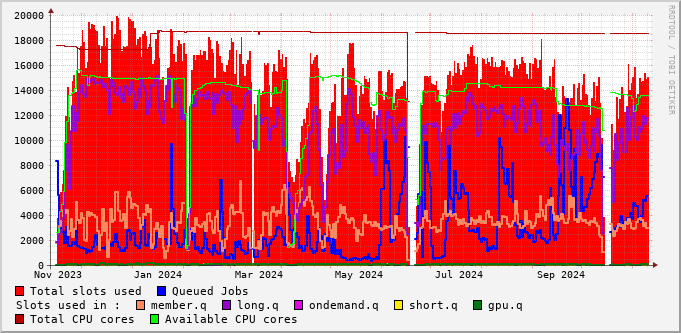 20000
18000
16000
14000
12000
10000
8000
6000
4000
2000
0
Nov 2023 Jan 2024 Mar 2024 May 2024 Jul 2024 Sep 2024
Total slots used Queued Jobs
Slots used in : member.q long.q ondemand.q short.q gpu.q
Total CPU cores Available CPU cores
RRDTOOL / TOBI OETIKER